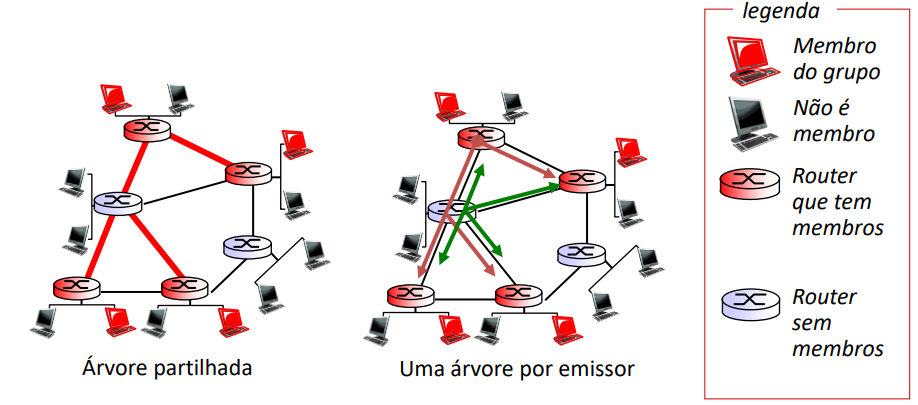 legenda
Membro
do grupo
Não é
membro
Router
que tem
membros
Router
sem
membros
Árvore partilhada
Uma árvore por emissor